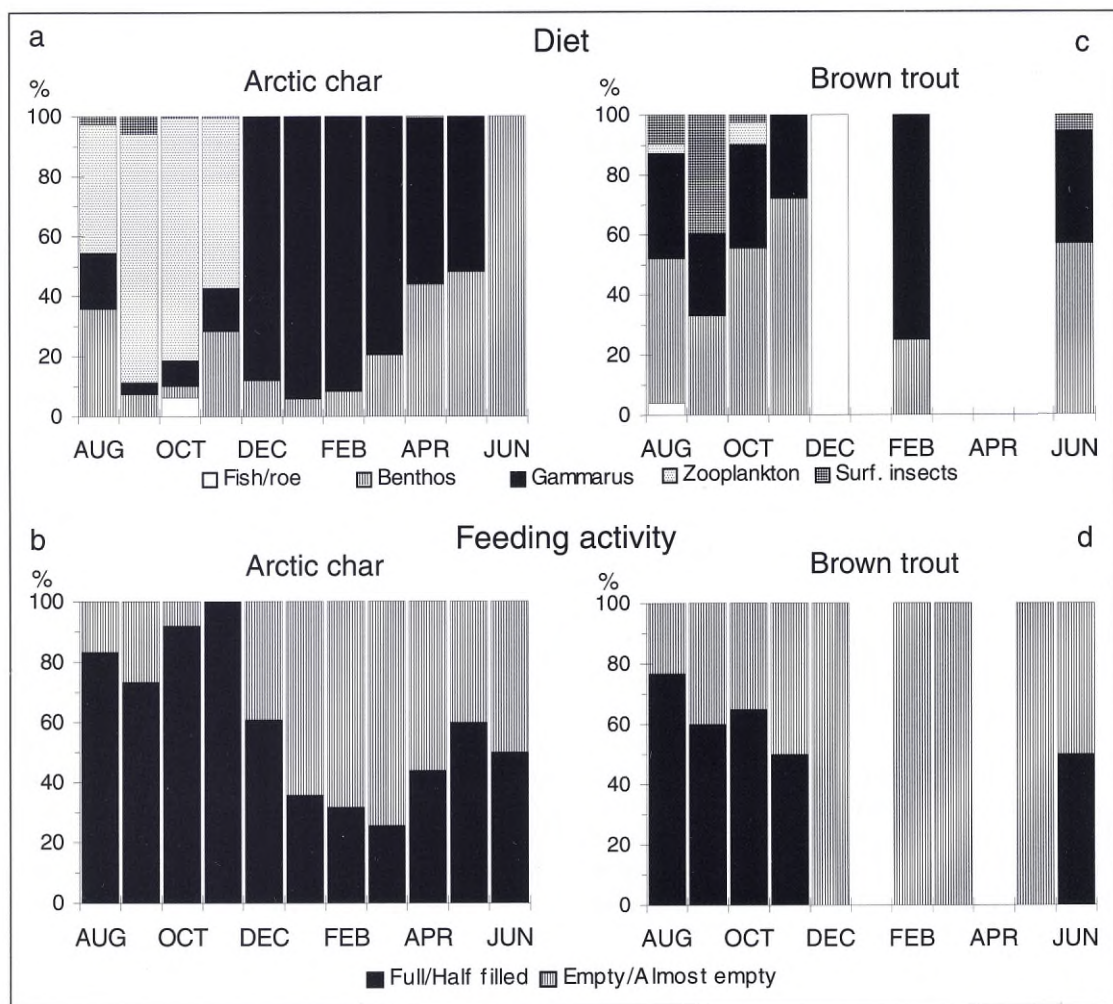 a
Diet
c
Arctic char
Brown trout
%
100
80
60
40
20
0
AUG OCT DEC FEB APR JUN
%
100
80
60
40
20
0
AUG OCT DEC FEB APR JUN
Fish/roe Benthos Gammarus Zooplankton Surf. insects
b
Feeding activity
d
Arctic char
Brown trout
%
100
80
60
40
20
0
AUG OCT DEC FEB APR JUN
%
100
80
60
40
20
0
AUG OCT DEC FEB APR JUN
Full/Half filled Empty/Almost empty